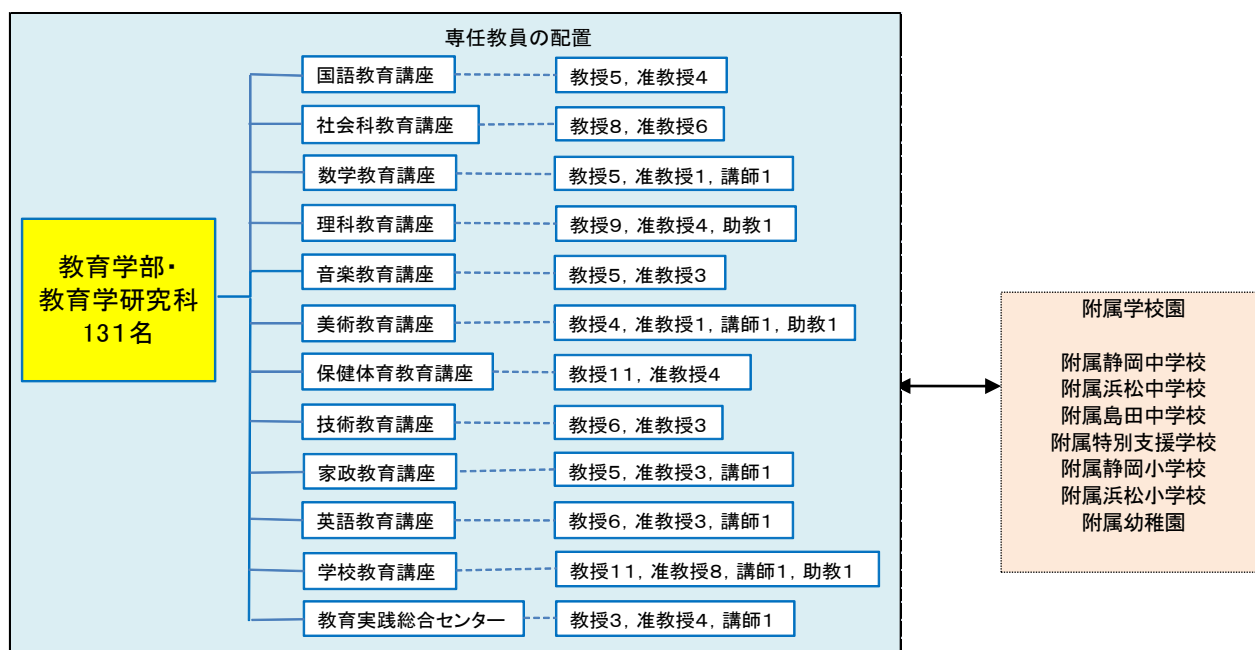 専任教員の配置
国語教育講座
教授5，准教授4
社会科教育講座
教授8，准教授6
数学教育講座
教授5，准教授1，講師1
理科教育講座
教授9，准教授4，助教1
音楽教育講座
教授5，准教授3
美術教育講座
教授4，准教授1，講師1，助教1
保健体育教育講座
教授11，准教授4
技術教育講座
教授6，准教授3
家政教育講座
教授5，准教授3，講師1
英語教育講座
教授6，准教授3，講師1
学校教育講座
教授11，准教授8，講師1，助教1
教育実践総合センター
教授3，准教授4，講師1
教育学部・
教育学研究科
131名
附属学校園
附属静岡中学校
附属浜松中学校
附属島田中学校
附属特別支援学校
附属静岡小学校
附属浜松小学校
附属幼稚園